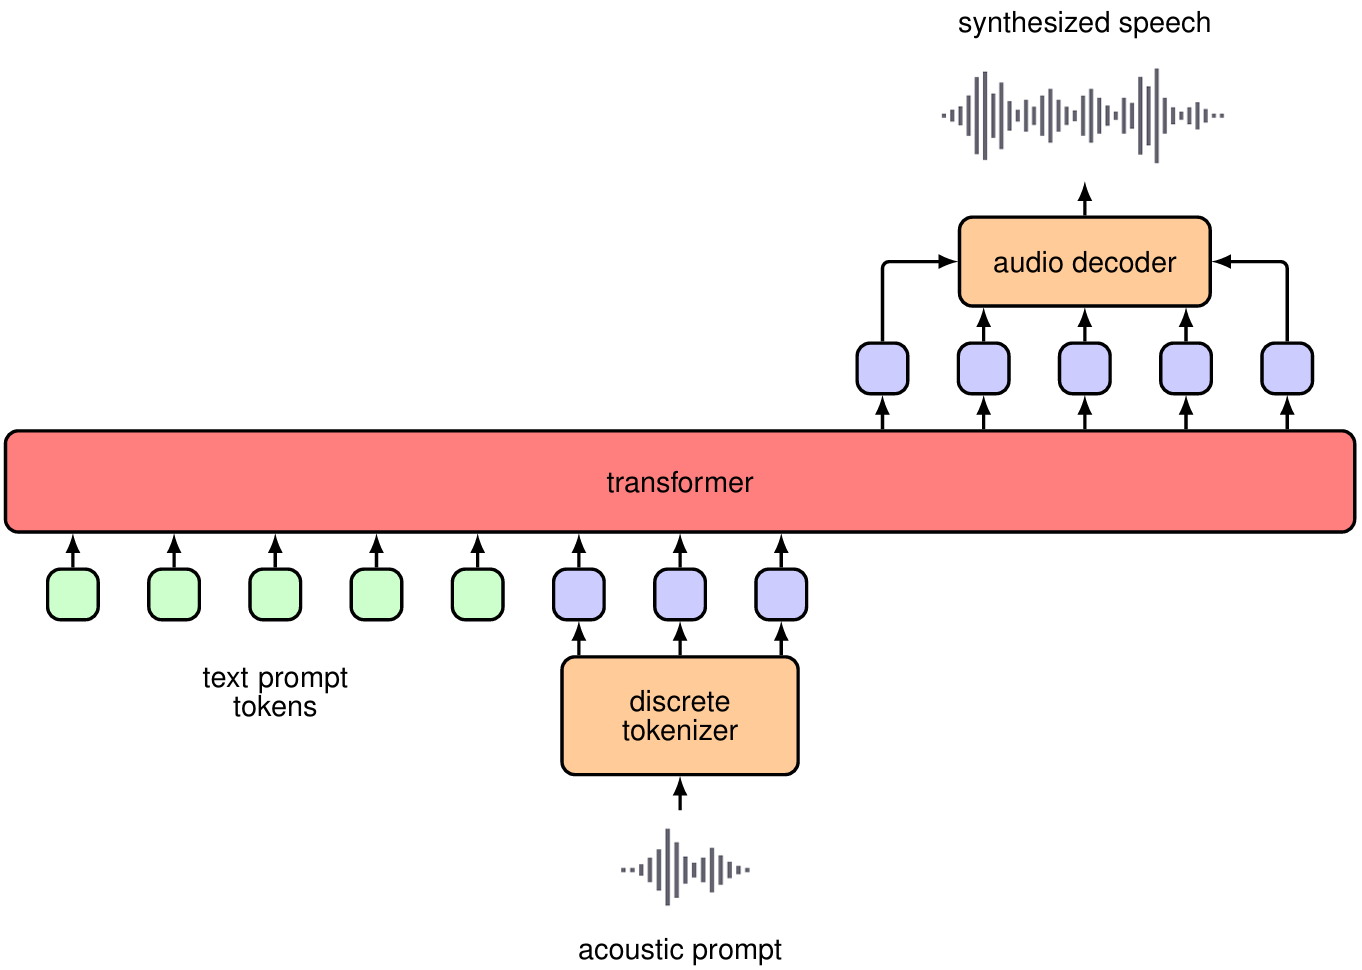 synthesized speech
audio decoder
transformer
text prompt
tokens
discrete
tokenizer
acoustic prompt